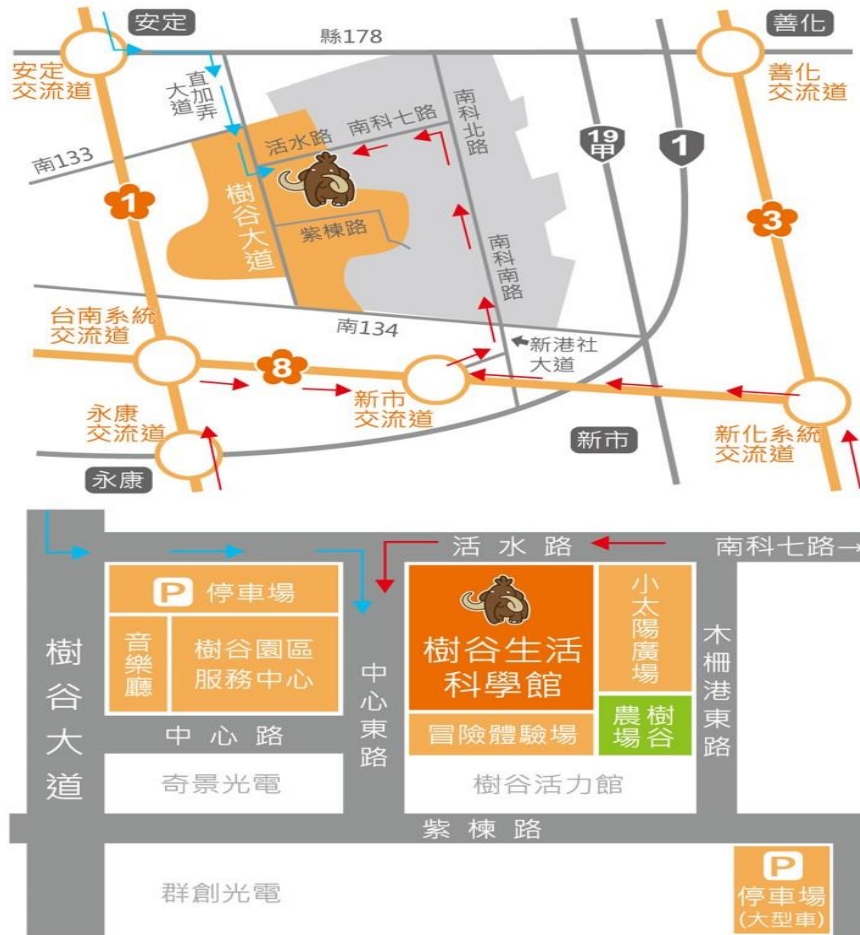 安定
縣178
善化
安定
交流道
善化
交流道
直加弄
大道
南科北路
19
甲
1
南133
活水路
南科七路
1
樹谷大道
紫楝路
3
南科南路
台南系統
交流道
南134
新港社
大道
8
新市
交流道
永康
交流道
新市
新化系統
交流道
永康
活水路
南科七路→
P 停車場
小太陽廣場
樹谷大道
音樂廳
樹谷園區
服務中心
中心東路
樹谷生活
科學館
木柵港東路
中心路
冒險體驗場
樹谷
農場
奇景光電
樹谷活力館
紫楝路
群創光電
P
停車場
(大型車)